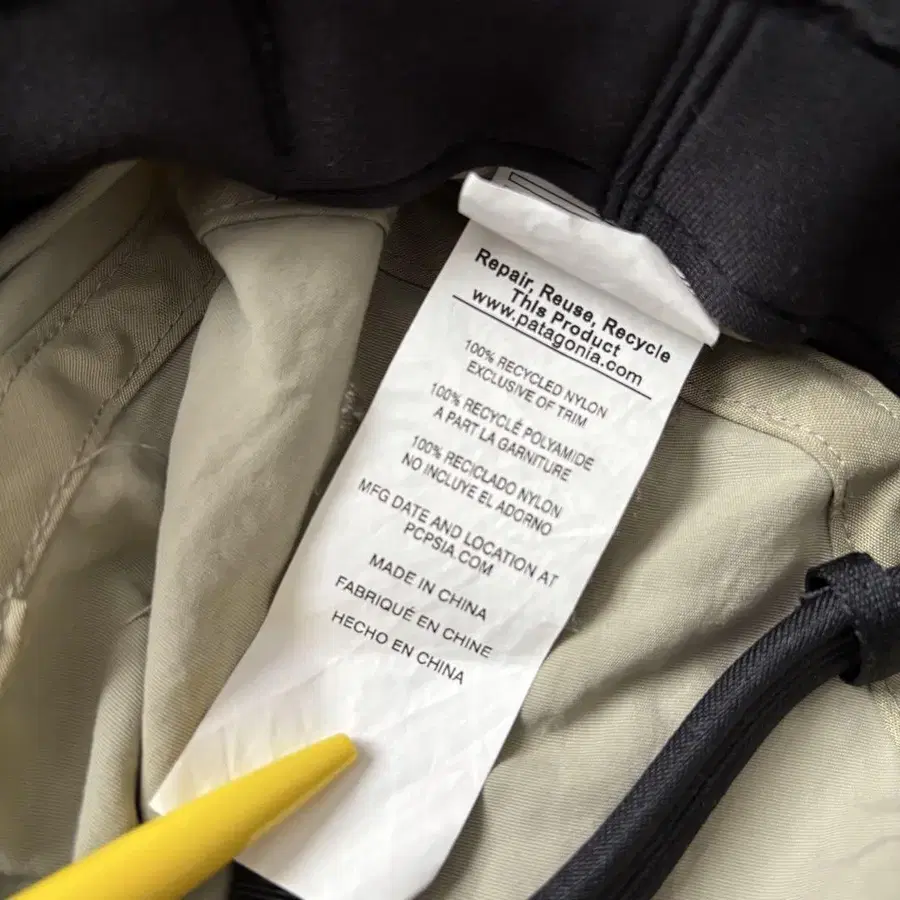 Repair, Reuse, Recycle
This Product
www.patagonia.com
100% RECYCLED NYLON
EXCLUSIVE OF TRIM
100% RECYCLÉ POLYAMIDE
A PART LA GARNITURE
100% RECICLADO NYLON
NO INCLUYE EL ADORNO
MFG DATE AND LOCATION AT
PCPSIA.COM
MADE IN CHINA
FABRIQUÉ EN CHINE
HECHO EN CHINA